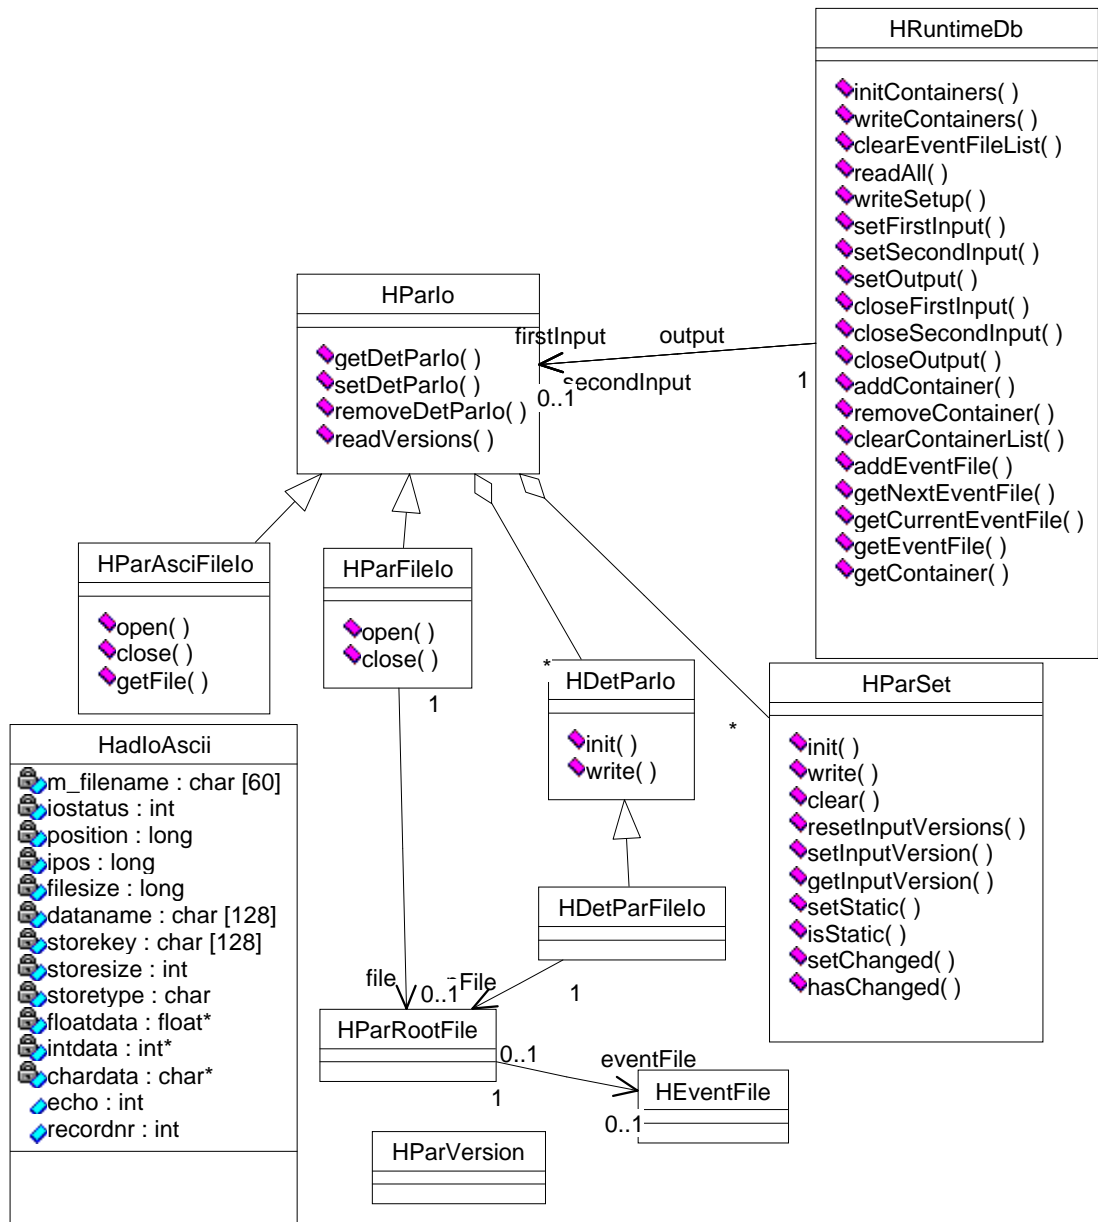 HRuntimeDb
initContainers( )
writeContainers( )
clearEventFileList( )
readAll( )
writeSetup( )
setFirstInput( )
setSecondInput( )
setOutput( )
closeFirstInput( )
closeSecondInput( )
closeOutput( )
addContainer( )
removeContainer( )
clearContainerList( )
addEventFile( )
getNextEventFile( )
getCurrentEventFile( )
getEventFile( )
getContainer( )
HParIo
getDetParIo( )
setDetParIo( )
removeDetParIo( )
readVersions( )
firstInput
output
secondInput
0..1
1
HParAsciFileIo
open( )
close( )
getFile( )
HParFileIo
open( )
close( )
1
*
HDetParIo
init( )
write( )
*
HParSet
init( )
write( )
clear( )
resetInputVersions( )
setInputVersion( )
getInputVersion( )
setStatic( )
isStatic( )
setChanged( )
hasChanged( )
HadIoAscii
m_filename : char [60]
iostatus : int
position : long
ipos : long
filesize : long
dataname : char [128]
storekey : char [128]
storesize : int
storetype : char
floatdata : float*
intdata : int*
chardata : char*
echo : int
recordnr : int
HDetParFileIo
1
file
0..1
File
HParRootFile
0..1
1
eventFile
0..1
HEventFile
HParVersion